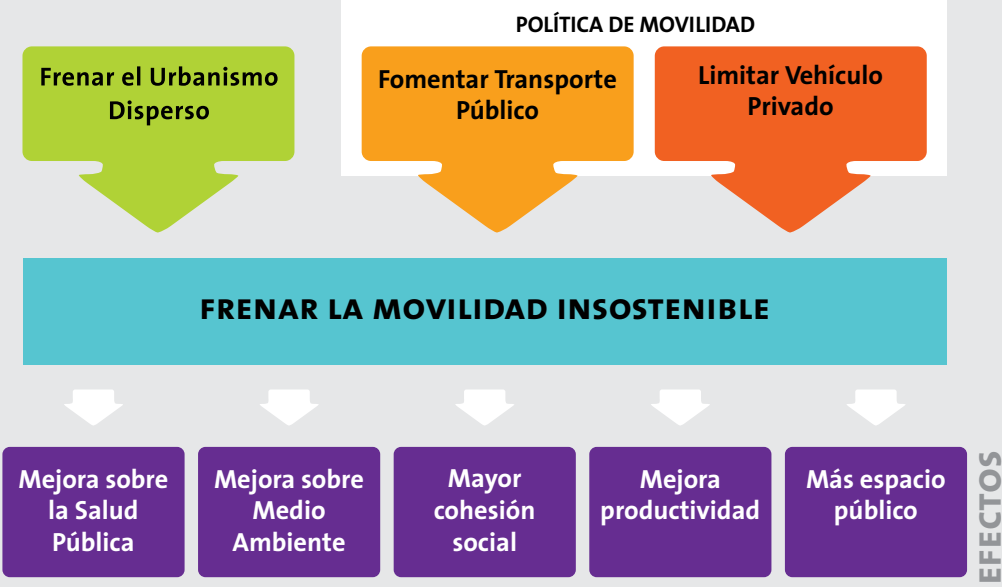 POLÍTICA DE MOVILIDAD
Frenar el Urbanismo
Disperso
Fomentar Transporte
Público
Limitar Vehículo
Privado
FRENAR LA MOVILIDAD INSOSTENIBLE
Mejora sobre
la Salud
Pública
Mejora sobre
Medio
Ambiente
Mayor
cohesión
social
Mejora
productividad
Más espacio
público
EFECTOS